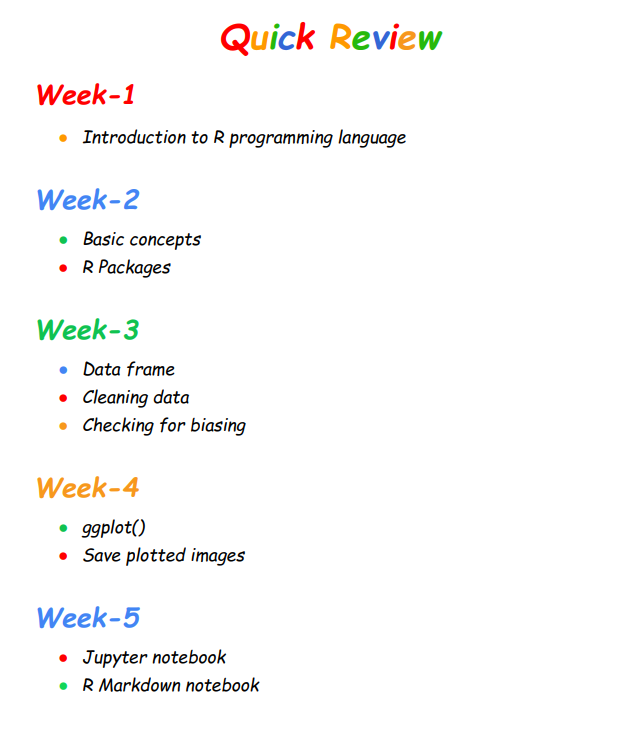 Quick Review
Week-1
• Introduction to R programming language
Week-2
• Basic concepts
• R Packages
Week-3
• Data frame
• Cleaning data
• Checking for biasing
Week-4
• ggplot()
• Save plotted images
Week-5
• Jupyter notebook
• R Markdown notebook